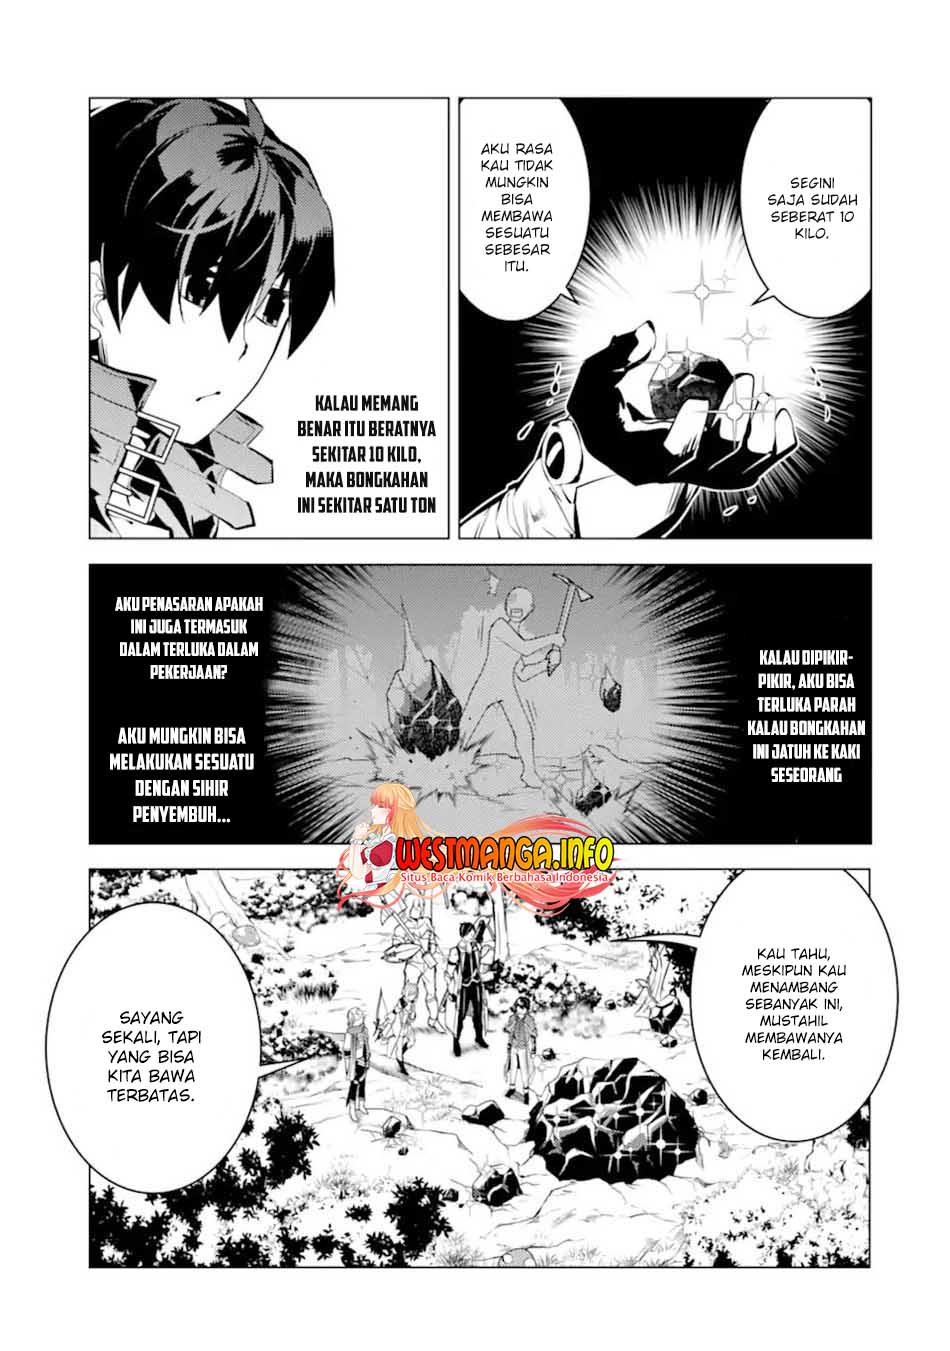 SEGINI
SAJA SUDAH
SEBERAT 10
KILO.
AKU RASA
KAU TIDAK
MUNGKIN
BISA
MEMBAWA
SESUATU
SEBESAR
ITU.
KALAU MEMANG
BENAR ITU BERATNYA
SEKITAR 10 KILO,
MAKA BONGKAHAN
INI SEKITAR SATU TON
KALAU DIPIKIR-
PIKIR, AKU BISA
TERLUKA PARAH
KALAU BONGKAHAN
INI JATUH KE KAKI
SESEORANG
AKU PENASARAN APAKAH
INI JUGA TERMASUK
DALAM TERLUKA DALAM
PEKERJAAN?
AKU MUNGKIN BISA
MELAKUKAN SESUATU
DENGAN SIHIR
PENYEMBUH...
WESTMANGA.INFO
Situs Baca Komik Berbahasa Indonesia
KAU TAHU,
MESKIPUN KAU
MENAMBANG
SEBANYAK INI,
MUSTAHIL
MEMBAWANYA
KEMBALI.
SAYANG
SEKALI, TAPI
YANG BISA
KITA BAWA
TERBATAS.